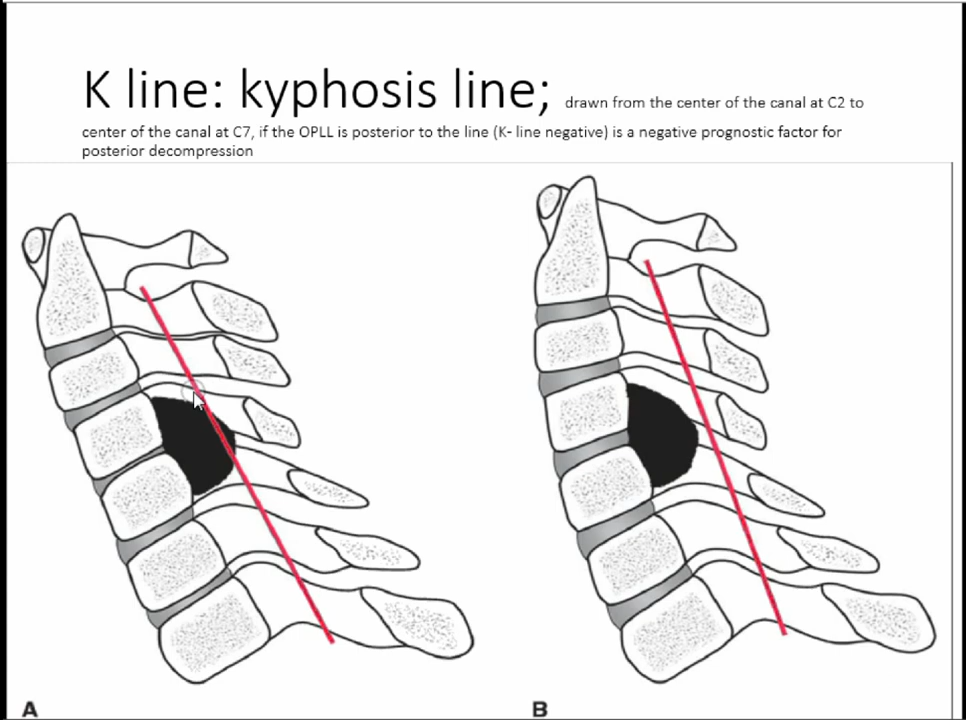 K line: kyphosis line; drawn from the center of the canal at C2 to
center of the canal at C7, if the OPLL is posterior to the line (K- line negative) is a negative prognostic factor for
posterior decompression
A
B